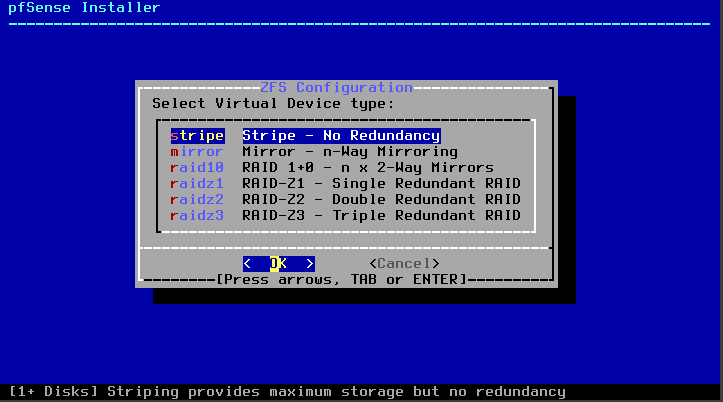 pfSense Installer
ZFS Configuration
Select Virtual Device type:
stripe Stripe - No Redundancy
mirror Mirror - n-Way Mirroring
raid10 RAID 1+0 - n x 2-Way Mirrors
raidz1 RAID-Z1 - Single Redundant RAID
raidz2 RAID-Z2 - Double Redundant RAID
raidz3 RAID-Z3 - Triple Redundant RAID
< OK > <Cancel>
[Press arrows, TAB or ENTER]
[1+ Disks] Striping provides maximum storage but no redundancy